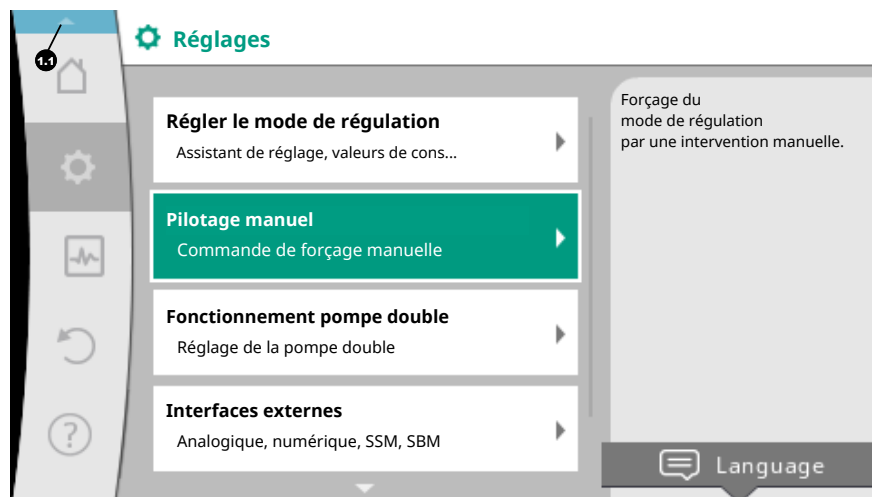 1.1
Réglages
Régler le mode de régulation
Assistant de réglage, valeurs de cons...
Pilotage manuel
Commande de forçage manuelle
Fonctionnement pompe double
Réglage de la pompe double
Interfaces externes
Analogique, numérique, SSM, SBM
Forçage du
mode de régulation
par une intervention manuelle.
?
Language